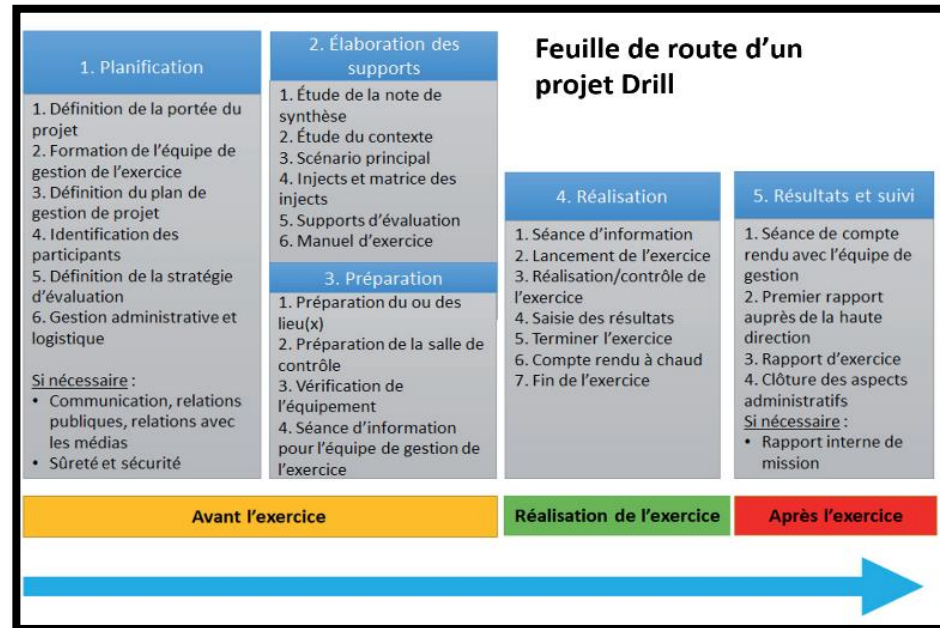 Feuille de route d’un
projet Drill
1. Planification
1. Définition de la portée du
projet
2. Formation de l’équipe de
gestion de l’exercice
3. Définition du plan de
gestion de projet
4. Identification des
participants
5. Définition de la stratégie
d’évaluation
6. Gestion administrative et
logistique
Si nécessaire :
• Communication, relations
publiques, relations avec
les médias
• Sûreté et sécurité
2. Élaboration des
supports
1. Étude de la note de
synthèse
2. Étude du contexte
3. Scénario principal
4. Injects et matrice des
injects
5. Supports d’évaluation
6. Manuel d’exercice
3. Préparation
1. Préparation du ou des
lieu(x)
2. Préparation de la salle de
contrôle
3. Vérification de
l’équipement
4. Séance d’information
pour l’équipe de gestion de
l’exercice
4. Réalisation
1. Séance d’information
2. Lancement de l’exercice
3. Réalisation/contrôle de
l’exercice
4. Saisie des résultats
5. Terminer l’exercice
6. Compte rendu à chaud
7. Fin de l’exercice
5. Résultats et suivi
1. Séance de compte
rendu avec l’équipe de
gestion
2. Premier rapport
auprès de la haute
direction
3. Rapport d’exercice
4. Clôture des aspects
administratifs
Si nécessaire :
• Rapport interne de
mission
Avant l’exercice
Réalisation de l’exercice
Après l’exercice